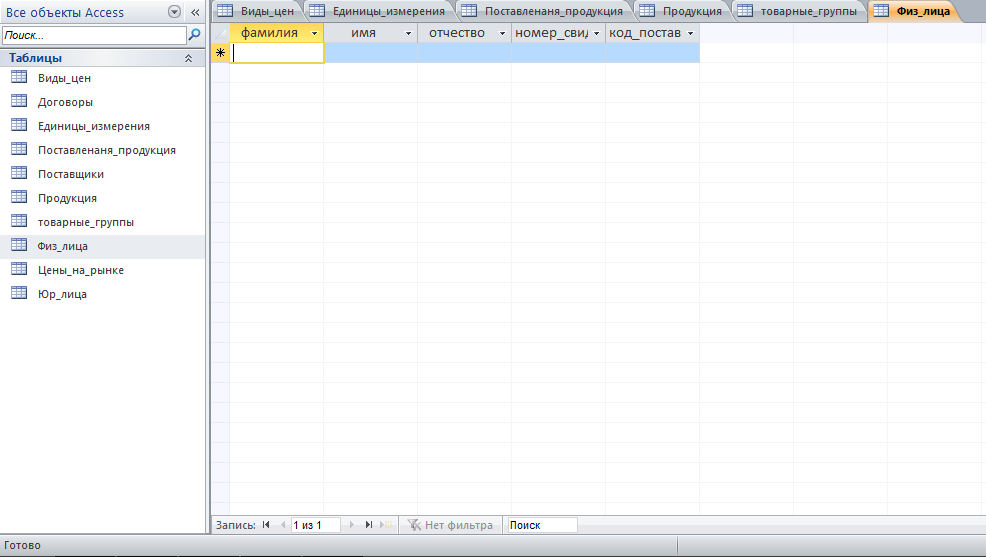 Все объекты Access
Поиск...
Таблицы
Виды_цен
Договоры
Единицы_измерения
Поставленаня_продукция
Поставщики
Продукция
товарные_группы
Физ_лица
Цены_на_рынке
Юр_лица
Виды_цен Единицы_измерения Поставленаня_продукция Продукция товарные_группы Физ_лица
фамилия имя отчество номер_свид код_постав
Запись: 1 из 1 Нет фильтра Поиск
Готово